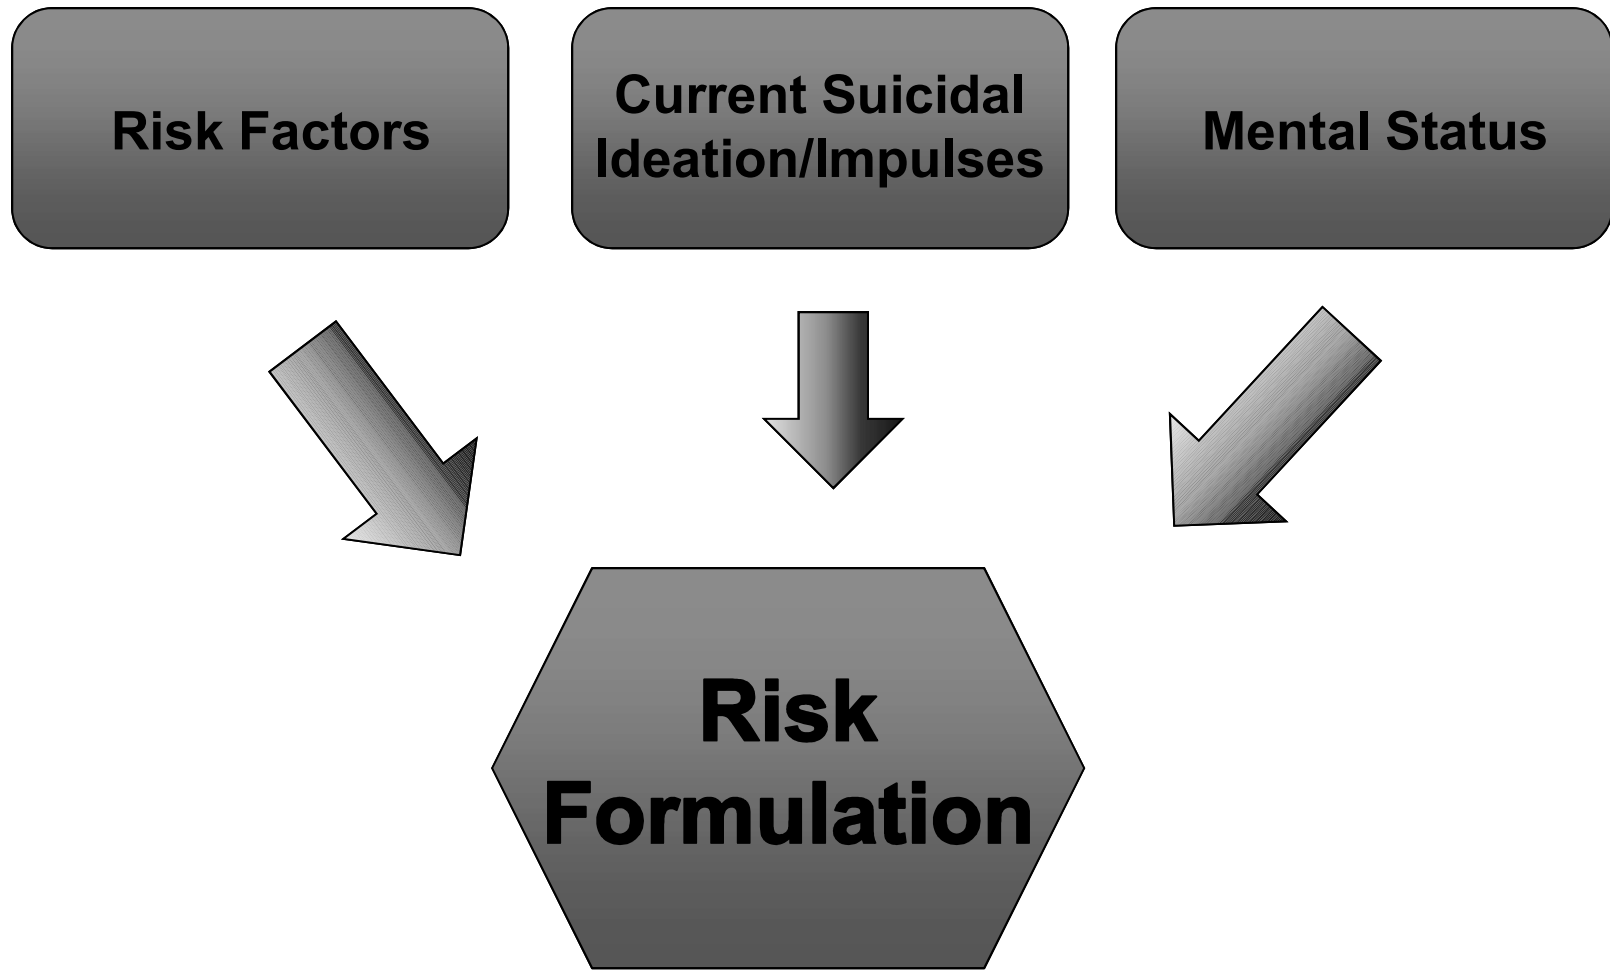 Risk Factors
Current Suicidal
Ideation/Impulses
Mental Status
Risk
Formulation